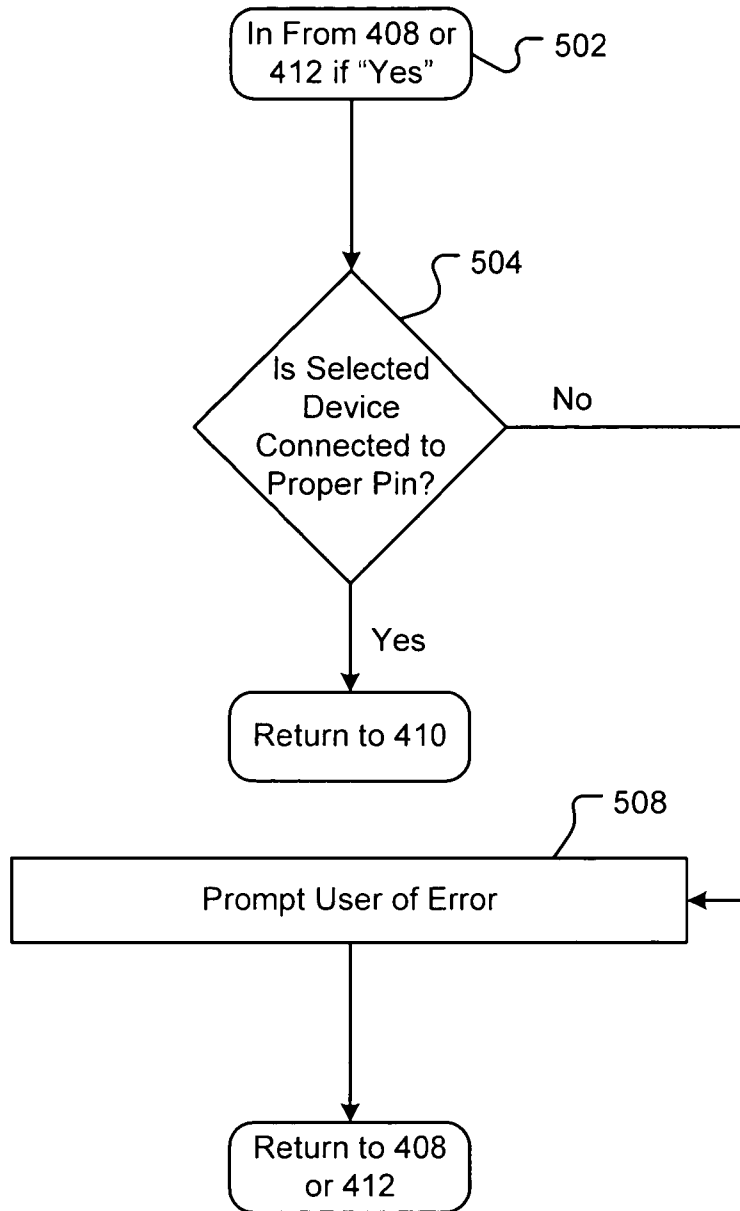 In From 408 or
412 if “Yes”
502
504
Is Selected
Device
Connected to
Proper Pin?
No
Yes
Return to 410
508
Prompt User of Error
Return to 408
or 412